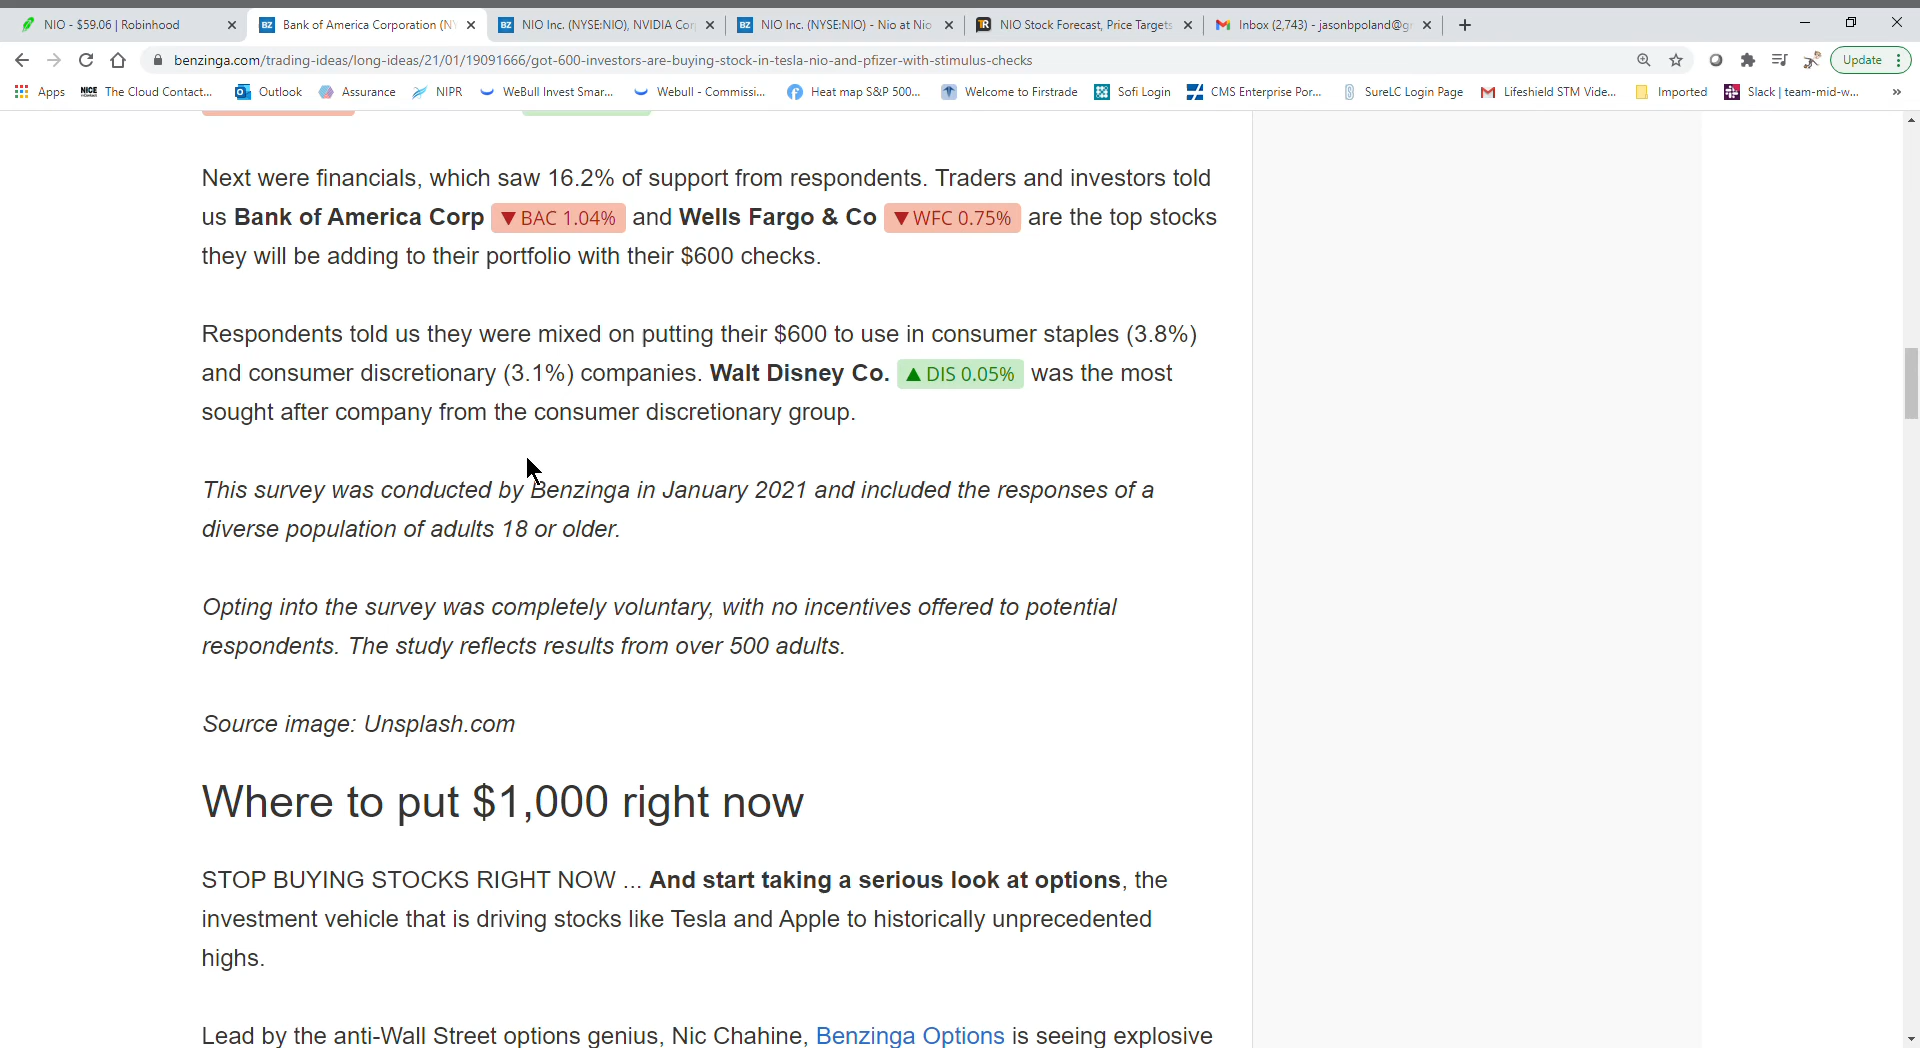 NIO - $59.06 | Robinhood
Bank of America Corporation (N
NIO Inc. (NYSE:NIO), NVIDIA Cor
NIO Inc. (NYSE:NIO) - Nio at Nio
NIO Stock Forecast, Price Targets
Inbox (2,743) - jasonbpoland@g
benzinga.com/trading-ideas/long-ideas/21/01/19091666/got-600-investors-are-buying-stock-in-tesla-nio-and-pfizer-with-stimulus-checks
Update
Apps
The Cloud Contact...
Outlook
Assurance
NIPR
WeBull Invest Smar...
Webull - Commissi...
Heat map S&P 500...
Welcome to Firstrade
Sofi Login
CMS Enterprise Por...
SureLC Login Page
Lifeshield STM Vide...
Imported
Slack | team-mid-w...
»
Next were financials, which saw 16.2% of support from respondents. Traders and investors told
us Bank of America Corp ▼ BAC 1.04% and Wells Fargo & Co ▼ WFC 0.75% are the top stocks
they will be adding to their portfolio with their $600 checks.
Respondents told us they were mixed on putting their $600 to use in consumer staples (3.8%)
and consumer discretionary (3.1%) companies. Walt Disney Co. ▲ DIS 0.05% was the most
sought after company from the consumer discretionary group.
This survey was conducted by Benzinga in January 2021 and included the responses of a
diverse population of adults 18 or older.
Opting into the survey was completely voluntary, with no incentives offered to potential
respondents. The study reflects results from over 500 adults.
Source image: Unsplash.com
Where to put $1,000 right now
STOP BUYING STOCKS RIGHT NOW ... And start taking a serious look at options, the
investment vehicle that is driving stocks like Tesla and Apple to historically unprecedented
highs.
Lead by the anti-Wall Street options genius, Nic Chahine, Benzinga Options is seeing explosive